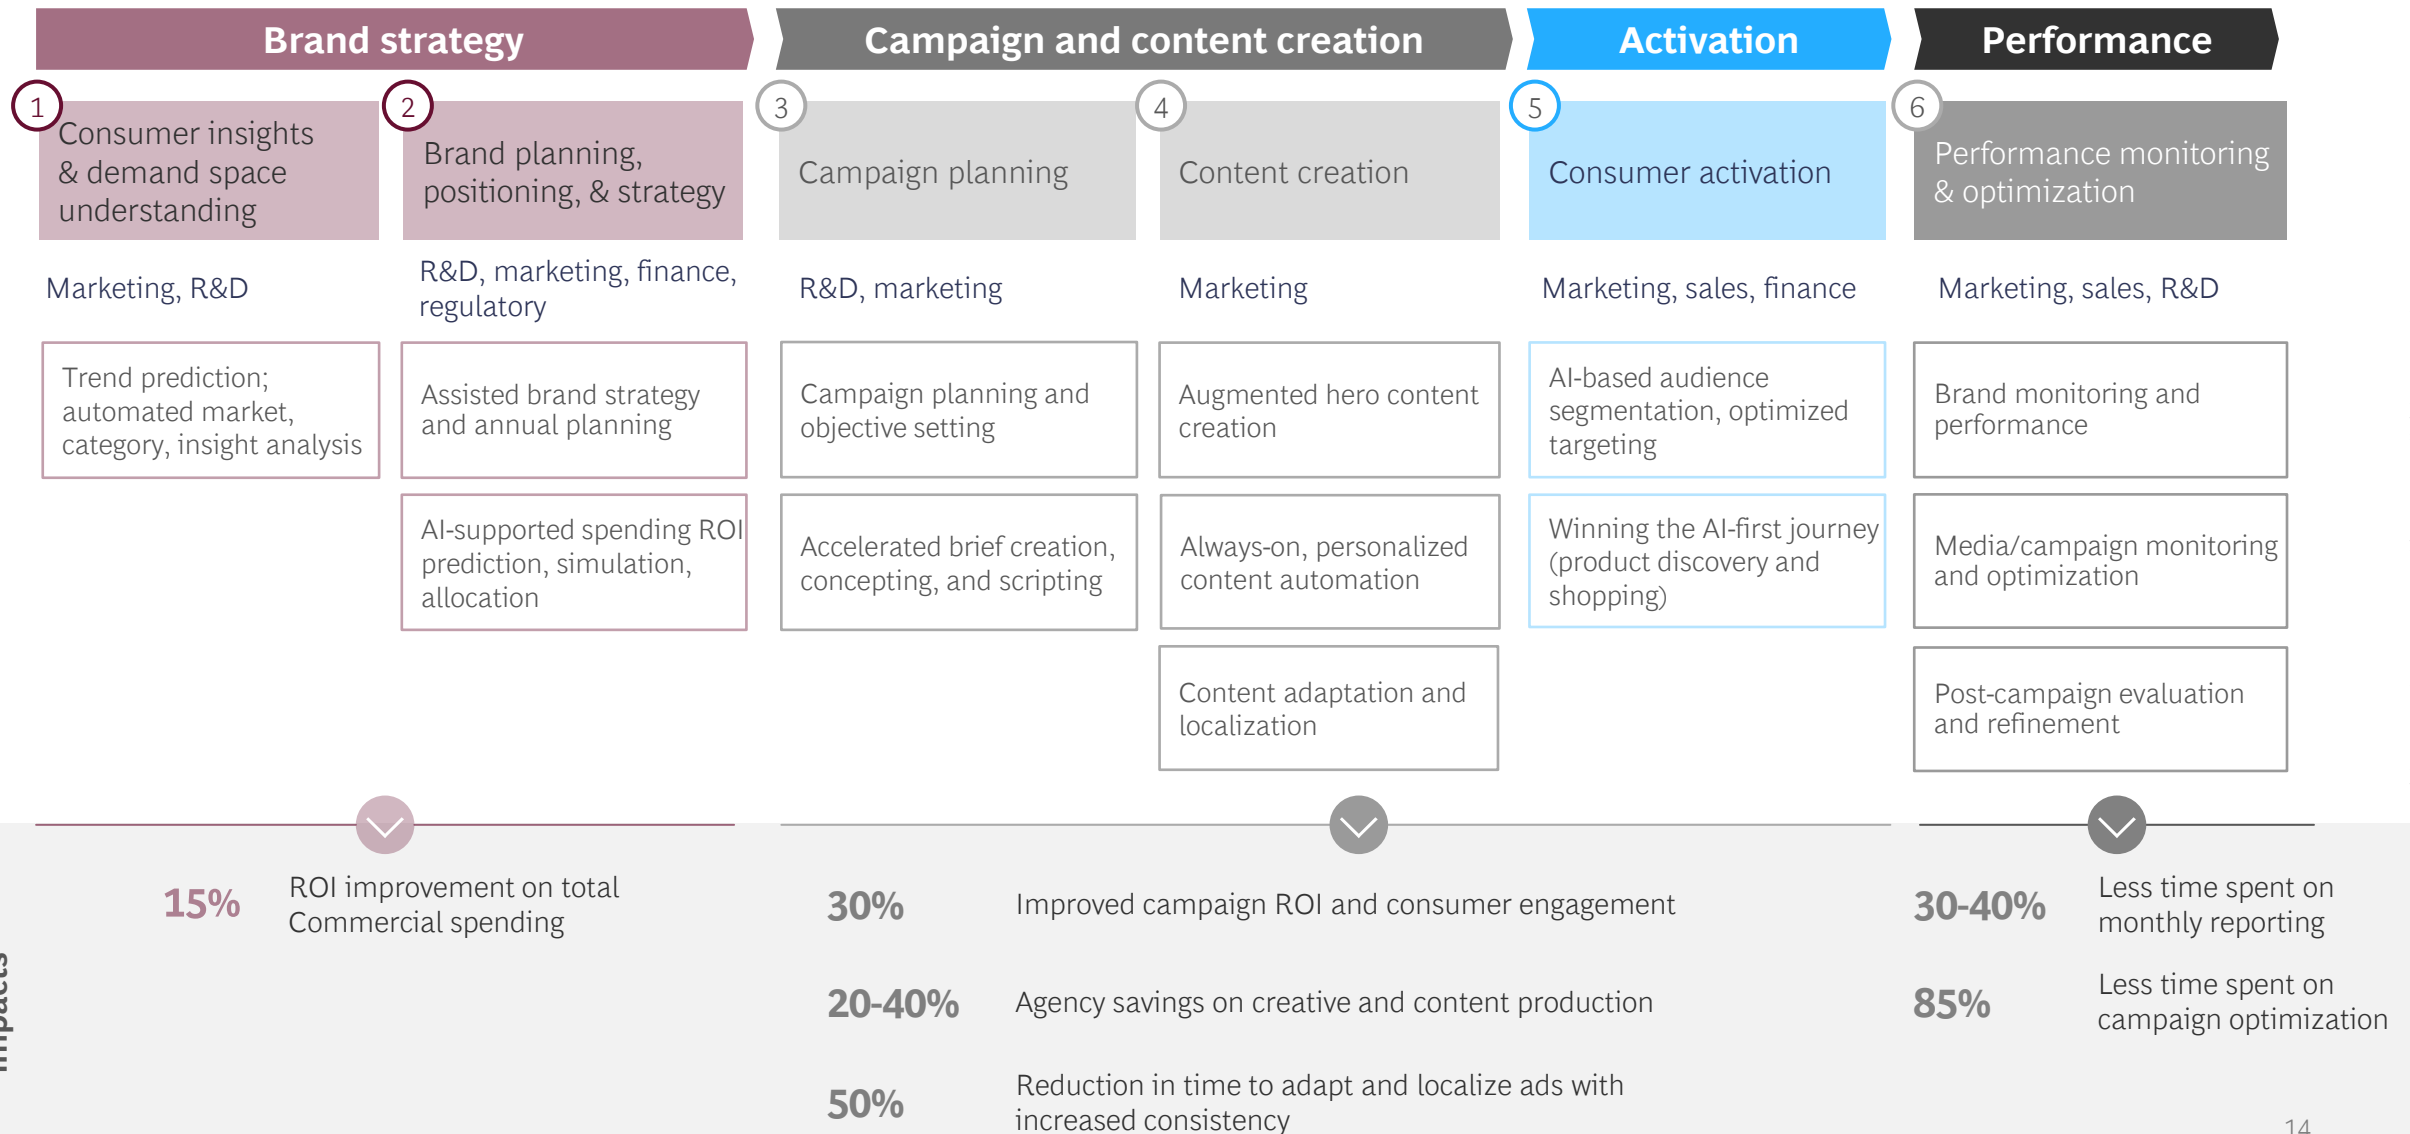 Brand strategy
Campaign and content creation
Activation
Performance
1
Consumer insights
& demand space
understanding
2
Brand planning,
positioning, & strategy
3
Campaign planning
4
Content creation
5
Consumer activation
6
Performance monitoring
& optimization
Marketing, R&D
R&D, marketing, finance,
regulatory
R&D, marketing
Marketing
Marketing, sales, finance
Marketing, sales, R&D
Trend prediction;
automated market,
category, insight analysis
Assisted brand strategy
and annual planning
Campaign planning and
objective setting
Augmented hero content
creation
AI-based audience
segmentation, optimized
targeting
Brand monitoring and
performance
AI-supported spending ROI
prediction, simulation,
allocation
Accelerated brief creation,
concepting, and scripting
Always-on, personalized
content automation
Winning the AI-first journey
(product discovery and
shopping)
Media/campaign monitoring
and optimization
Content adaptation and
localization
Post-campaign evaluation
and refinement
Impacts
15%
ROI improvement on total
Commercial spending
30%
Improved campaign ROI and consumer engagement
20-40%
Agency savings on creative and content production
50%
Reduction in time to adapt and localize ads with
increased consistency
30-40%
Less time spent on
monthly reporting
85%
Less time spent on
campaign optimization
14